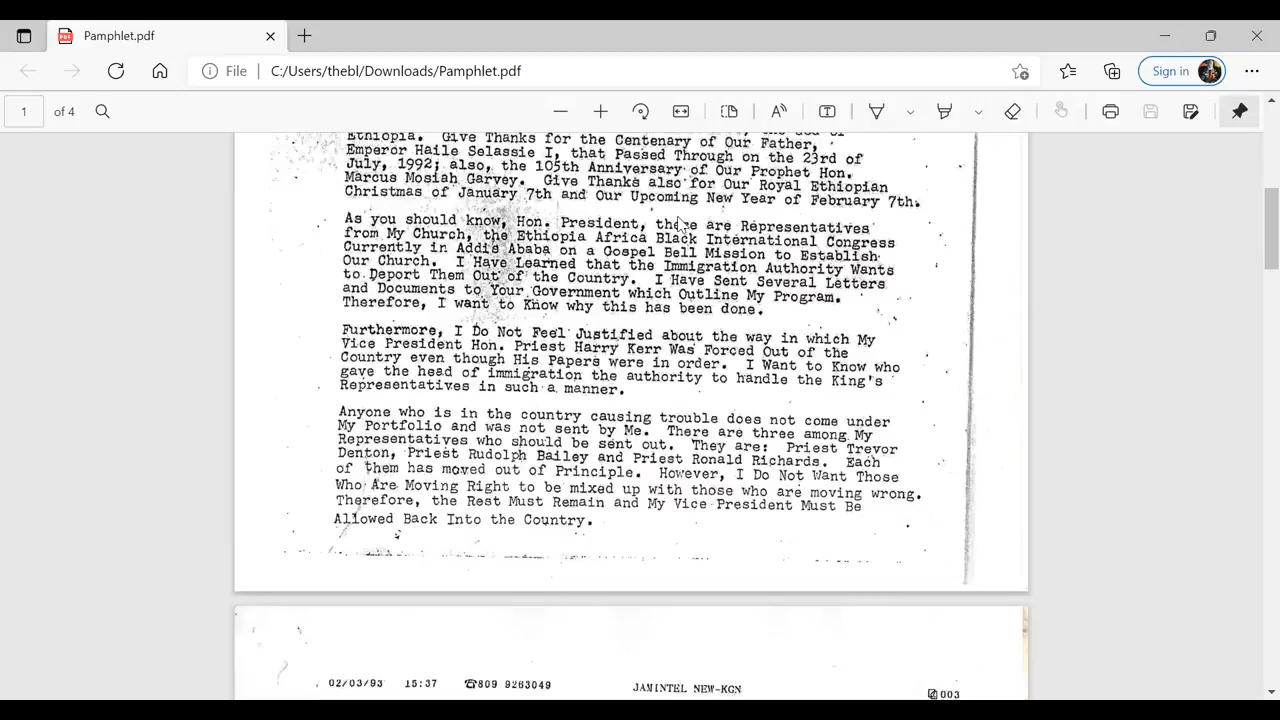 Pamphlet.pdf
File
C:/Users/thebl/Downloads/Pamphlet.pdf
Sign in
1 of 4
Ethiopia. Give Thanks for the Centenary of Our Father,
Emperor Haile Selassie I, that Passed Through on the 23rd of
July, 1992; also, the 105th Anniversary of Our Prophet Hon.
Marcus Mosiah Garvey. Give Thanks also for Our Royal Ethiopian
Christmas of January 7th and Our Upcoming New Year of February 7th.
As you should know, Hon. President, there are Representatives
from My Church, the Ethiopia Africa Black International Congress
Currently in Addis Ababa on a Gospel Bell Mission to Establish
Our Church. I Have Learned that the Immigration Authority Wants
to Deport Them Out of the Country. I Have Sent Several Letters
and Documents to Your Government which Outline My Program.
Therefore, I want to Know why this has been done.
Furthermore, I Do Not Feel Justified about the way in which My
Vice President Hon. Priest Harry Kerr Was Forced Out of the
Country even though His Papers were in order. I Want to Know who
gave the head of immigration the authority to handle the King's
Representatives in such a manner.
Anyone who is in the country causing trouble does not come under
My Portfolio and was not sent by Me. There are three among My
Representatives who should be sent out. They are: Priest Trevor
Denton, Priest Rudolph Bailey and Priest Ronald Richards. Each
of them has moved out of Principle. However, I Do Not Want Those
Who Are Moving Right to be mixed up with those who are moving wrong.
Therefore, the Rest Must Remain and My Vice President Must Be
Allowed Back Into the Country.
02/03/93 15:37 ☎809 9263049 JAMINTEL NEW-KGN 003